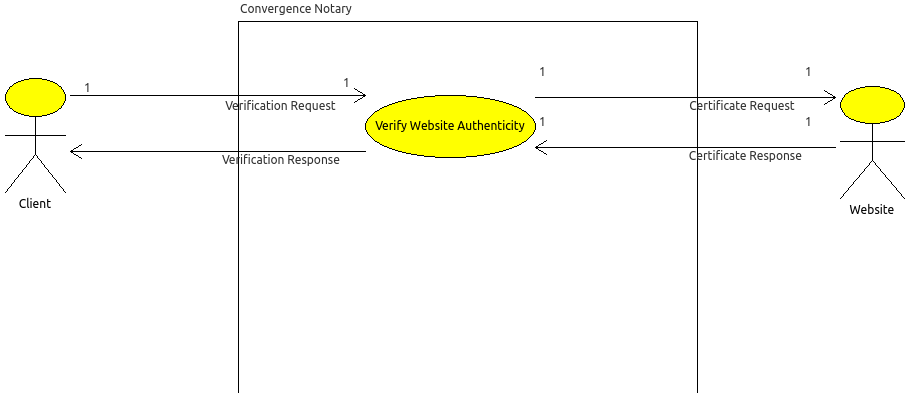 Convergence Notary
1
1
Verification Request
Verification Response
Client
Verify Website Authenticity
1
1
Certificate Request
1
1
Certificate Response
Website